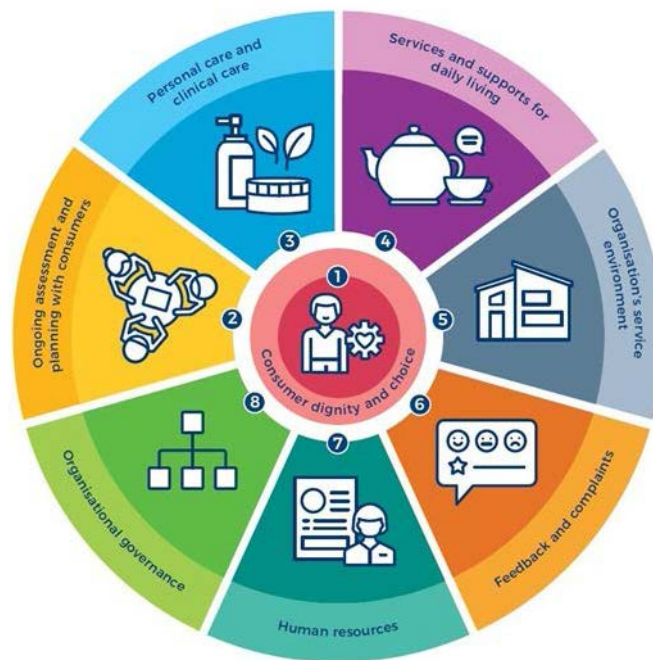 1
Consumer dignity and choice
2
Ongoing assessment and
planning with consumers
3
Personal care and
clinical care
4
Services and supports for
daily living
5
Organisation's service
environment
6
Feedback and complaints
7
Human resources
8
Organisational governance